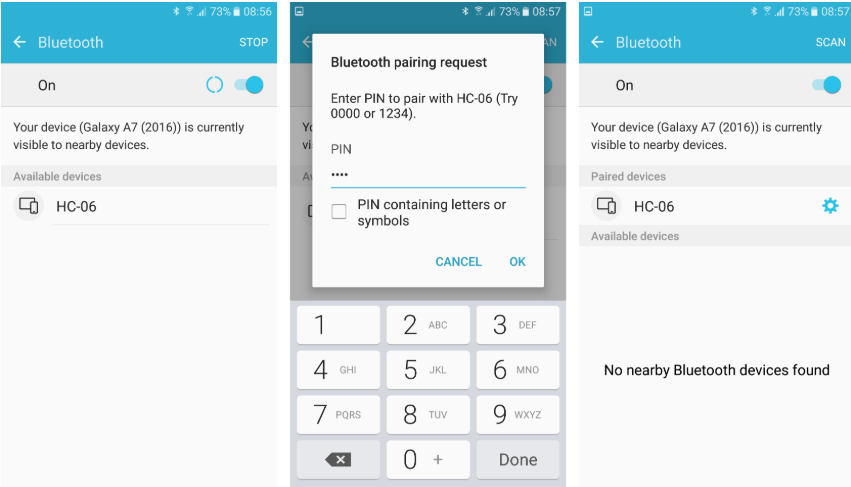 73% 08:56
Bluetooth STOP
On
Your device (Galaxy A7 (2016)) is currently
visible to nearby devices.
Available devices
HC-06
73% 08:57
AN
Bluetooth pairing request
Enter PIN to pair with HC-06 (Try
0000 or 1234).
PIN
••••
PIN containing letters or
symbols
CANCEL OK
1 2 ABC 3 DEF
4 GHI 5 JKL 6 MNO
7 PQRS 8 TUV 9 WXYZ
0 + Done
73% 08:57
Bluetooth SCAN
On
Your device (Galaxy A7 (2016)) is currently
visible to nearby devices.
Paired devices
HC-06
Available devices
No nearby Bluetooth devices found